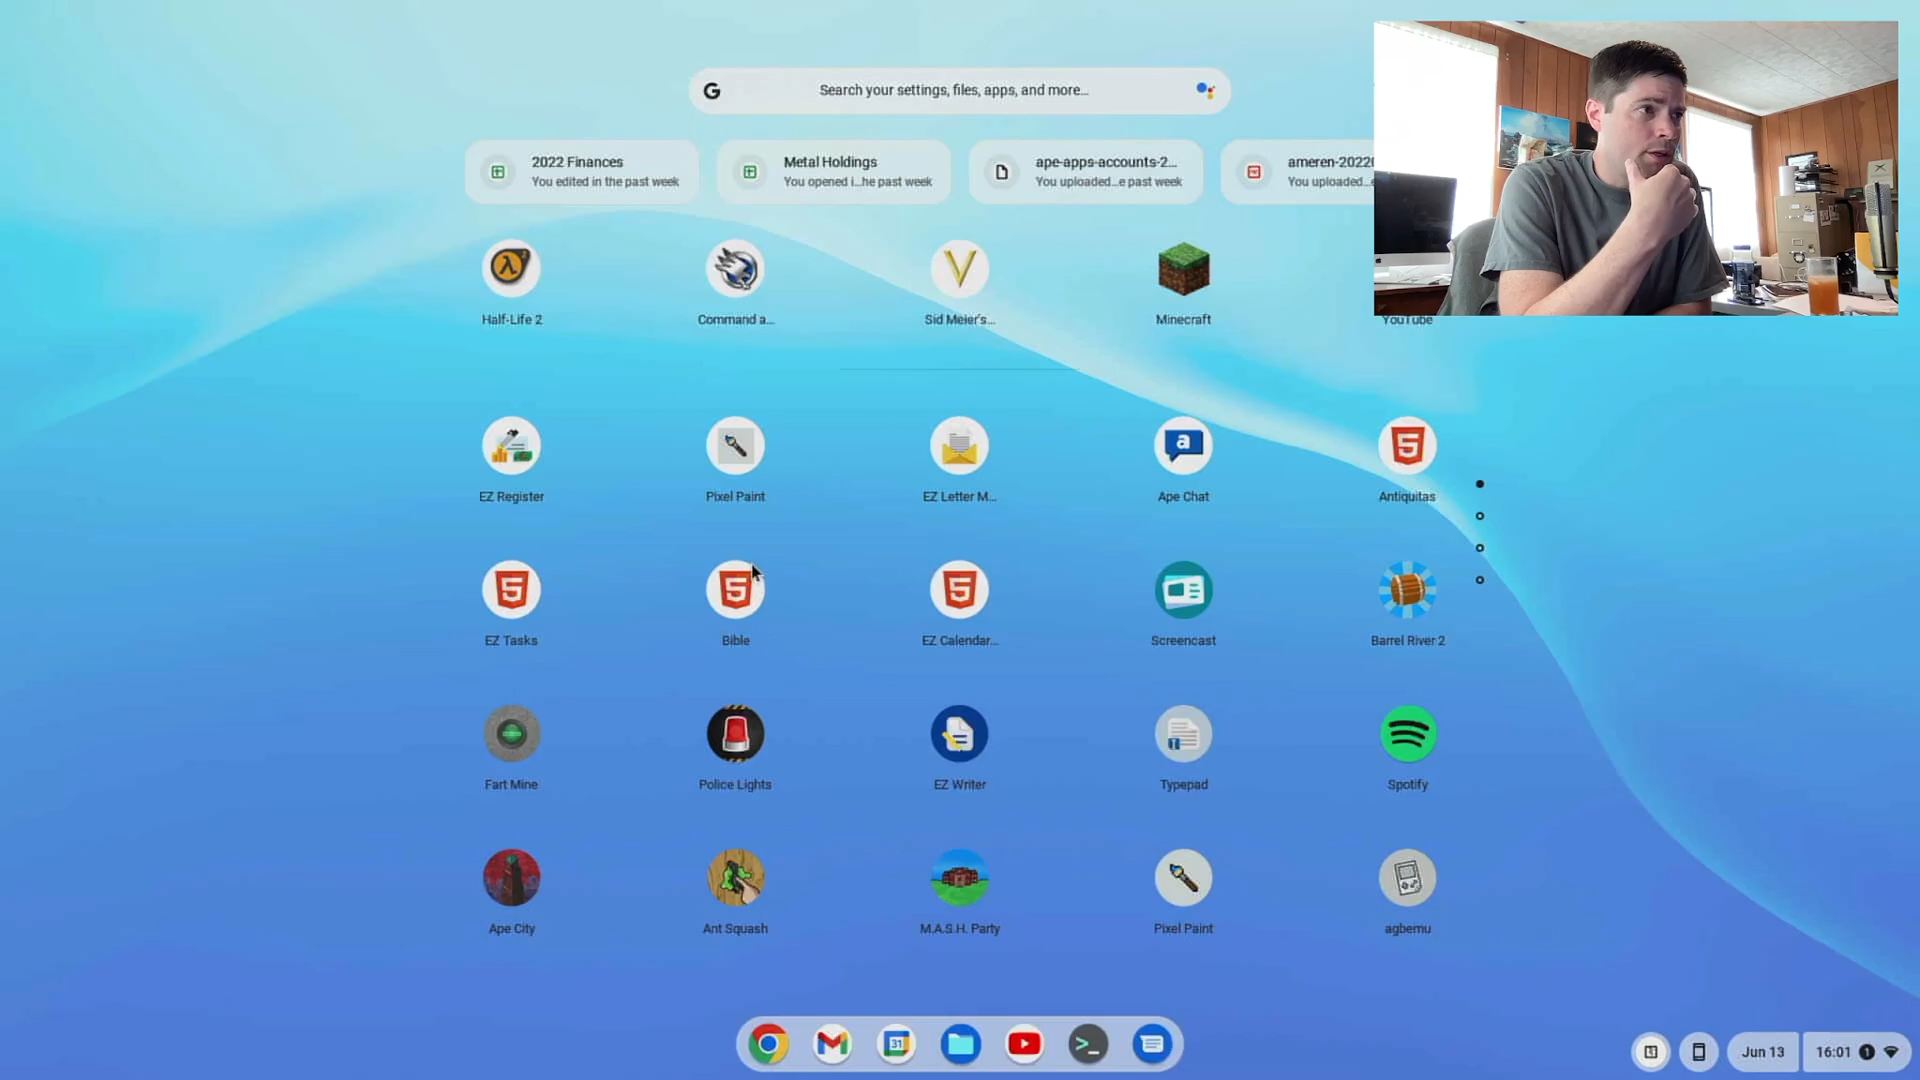 Search your settings, files, apps, and more...
2022 Finances
You edited in the past week
Metal Holdings
You opened i...he past week
ape-apps-accounts-2...
You uploaded...e past week
ameren-20220
You uploaded...e
Half-Life 2
Command a...
Sid Meier's...
Minecraft
YouTube
EZ Register
Pixel Paint
EZ Letter M...
Ape Chat
Antiquitas
EZ Tasks
Bible
EZ Calendar...
Screencast
Barrel River 2
Fart Mine
Police Lights
EZ Writer
Typepad
Spotify
Ape City
Ant Squash
M.A.S.H. Party
Pixel Paint
agbemu
31
Jun 13
16:01
1